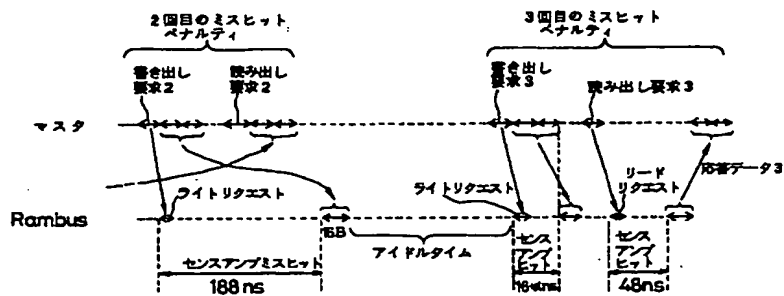 2回目のミスヒット
ペナルティ
3回目のミスヒット
ペナルティ
書き出し
要求2
読み出し
要求2
書き出し
要求3
読み出し要求3
マスタ
ライトリクエスト
ライトリクエスト
リード
リクエスト
応答データ3
Rambus
16B
アイドルタイム
センス
アンプ
ヒット
センス
アンプ
ヒット
センスアンプミスヒット
188ns
48ns